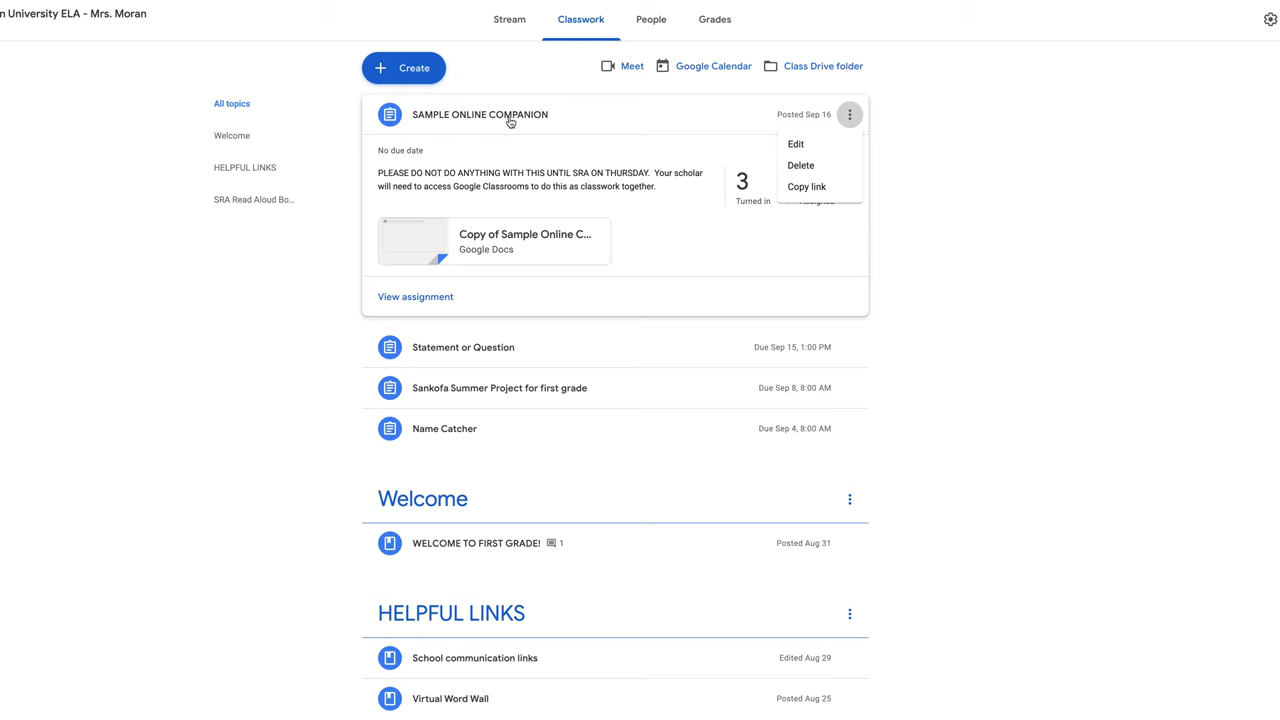 n University ELA - Mrs. Moran
Stream
Classwork
People
Grades
Create
Meet
Google Calendar
Class Drive folder
All topics
Welcome
HELPFUL LINKS
SRA Read Aloud Bo...
SAMPLE ONLINE COMPANION
Posted Sep 16
Edit
Delete
Copy link
No due date
PLEASE DO NOT DO ANYTHING WITH THIS UNTIL SRA ON THURSDAY. Your scholar
will need to access Google Classrooms to do this as classwork together.
3
Turned in
Assigned
Copy of Sample Online C...
Google Docs
View assignment
Statement or Question
Due Sep 15, 1:00 PM
Sankofa Summer Project for first grade
Due Sep 8, 8:00 AM
Name Catcher
Due Sep 4, 8:00 AM
Welcome
WELCOME TO FIRST GRADE!
1
Posted Aug 31
HELPFUL LINKS
School communication links
Edited Aug 29
Virtual Word Wall
Posted Aug 25